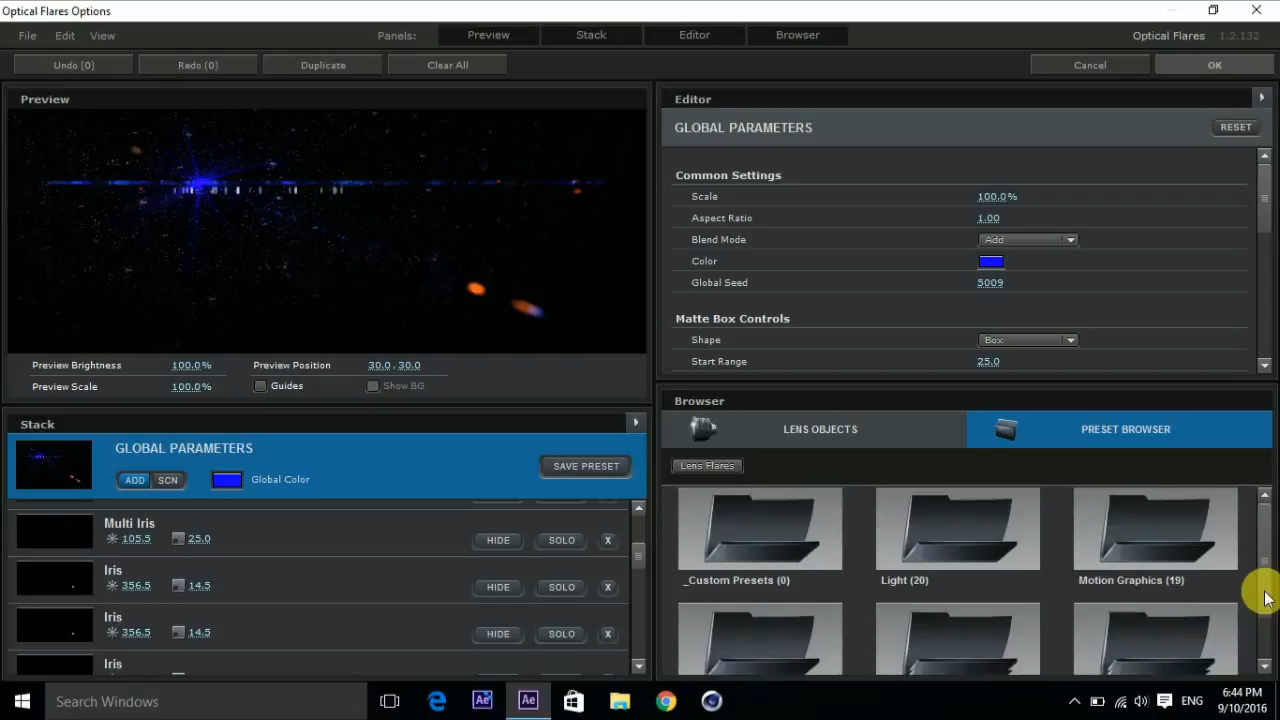 Optical Flares Options
File Edit View Panels: Preview Stack Editor Browser Optical Flares 1.2.132
Undo (0) Redo (0) Duplicate Clear All Cancel OK
Preview
Preview Brightness 100.0% Preview Position 30.0, 30.0
Preview Scale 100.0% Guides Show BG
Stack
GLOBAL PARAMETERS
ADD SCN Global Color SAVE PRESET
Multi Iris
105.5 25.0 HIDE SOLO X
Iris
356.5 14.5 HIDE SOLO X
Iris
356.5 14.5 HIDE SOLO X
Iris
Editor
GLOBAL PARAMETERS RESET
Common Settings
Scale 100.0%
Aspect Ratio 1.00
Blend Mode Add
Color
Global Seed 5009
Matte Box Controls
Shape Box
Start Range 25.0
Browser
LENS OBJECTS PRESET BROWSER
Lens Flares
_Custom Presets (0) Light (20) Motion Graphics (19)
Search Windows
ENG
6:44 PM
9/10/2016